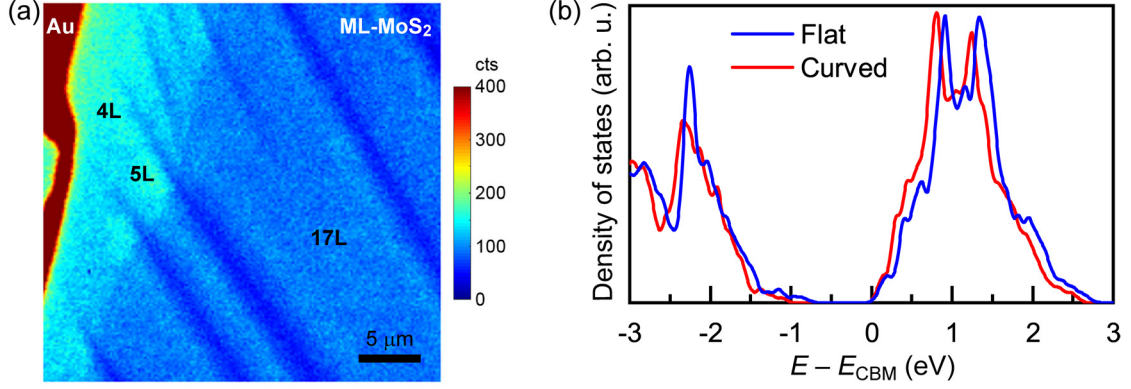 (a)
Au
ML-MoS2
cts
400
300
200
100
0
4L
5L
17L
5 µm
(b)
Flat
Curved
Density of states (arb. u.)
-3 -2 -1 0 1 2 3
E – ECBM (eV)